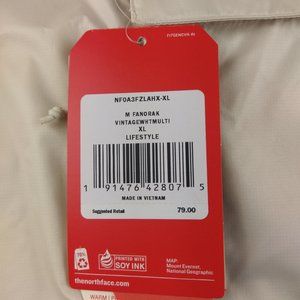 NF0A3FZLAHX-XL
M FANORAK
VINTAGEWHTMULTI
XL
LIFESTYLE
1 91476 42807 5
MADE IN VIETNAM
Suggested Retail 79.00
PRINTED WITH
SOY INK
MAP:
Mount Everest,
National Geographic
thenorthface.com
WARM